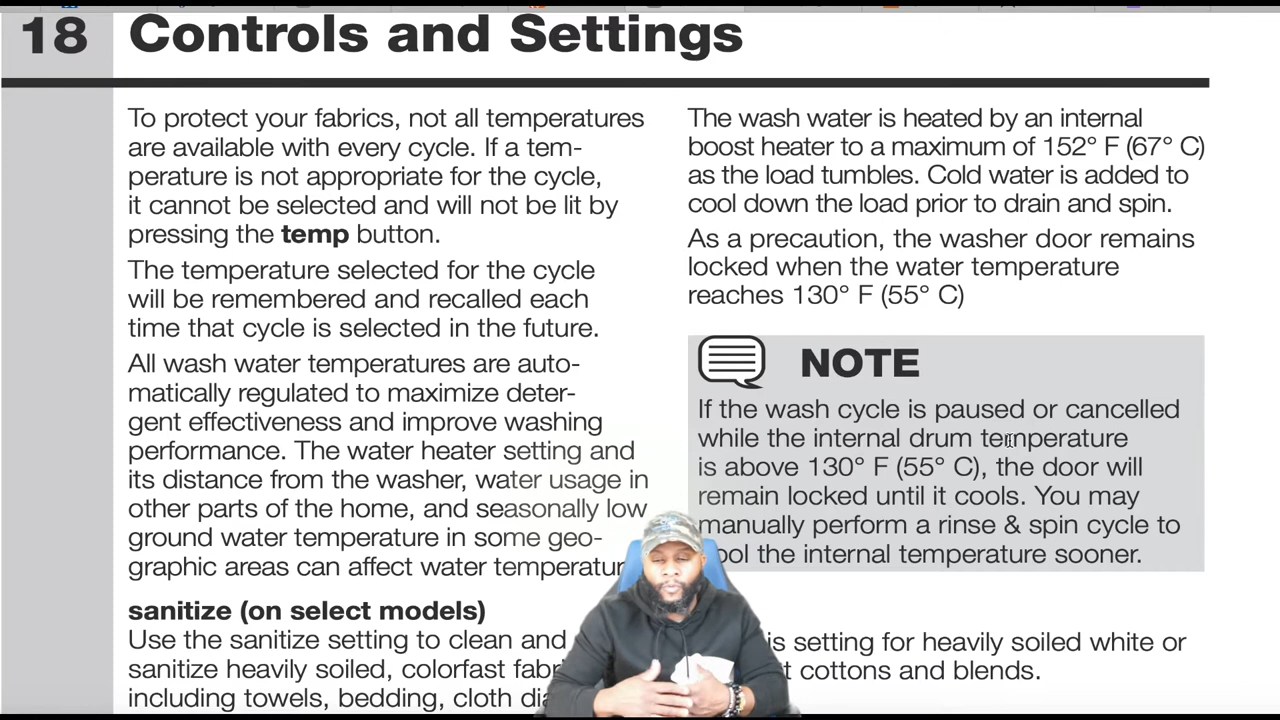 18 Controls and Settings
To protect your fabrics, not all temperatures
are available with every cycle. If a tem-
perature is not appropriate for the cycle,
it cannot be selected and will not be lit by
pressing the temp button.
The temperature selected for the cycle
will be remembered and recalled each
time that cycle is selected in the future.
All wash water temperatures are auto-
matically regulated to maximize deter-
gent effectiveness and improve washing
performance. The water heater setting and
its distance from the washer, water usage in
other parts of the home, and seasonally low
ground water temperature in some geo-
graphic areas can affect water
sanitize (on select models)
Use the sanitize setting to clean and
sanitize heavily soiled, colorfast
including towels, bedding, cloth
The wash water is heated by an internal
boost heater to a maximum of 152° F (67° C)
as the load tumbles. Cold water is added to
cool down the load prior to drain and spin.
As a precaution, the washer door remains
locked when the water temperature
reaches 130° F (55° C)
NOTE
If the wash cycle is paused or cancelled
while the internal drum temperature
is above 130° F (55° C), the door will
remain locked until it cools. You may
manually perform a rinse & spin cycle to
the internal temperature sooner.
setting for heavily soiled white or
cottons and blends.